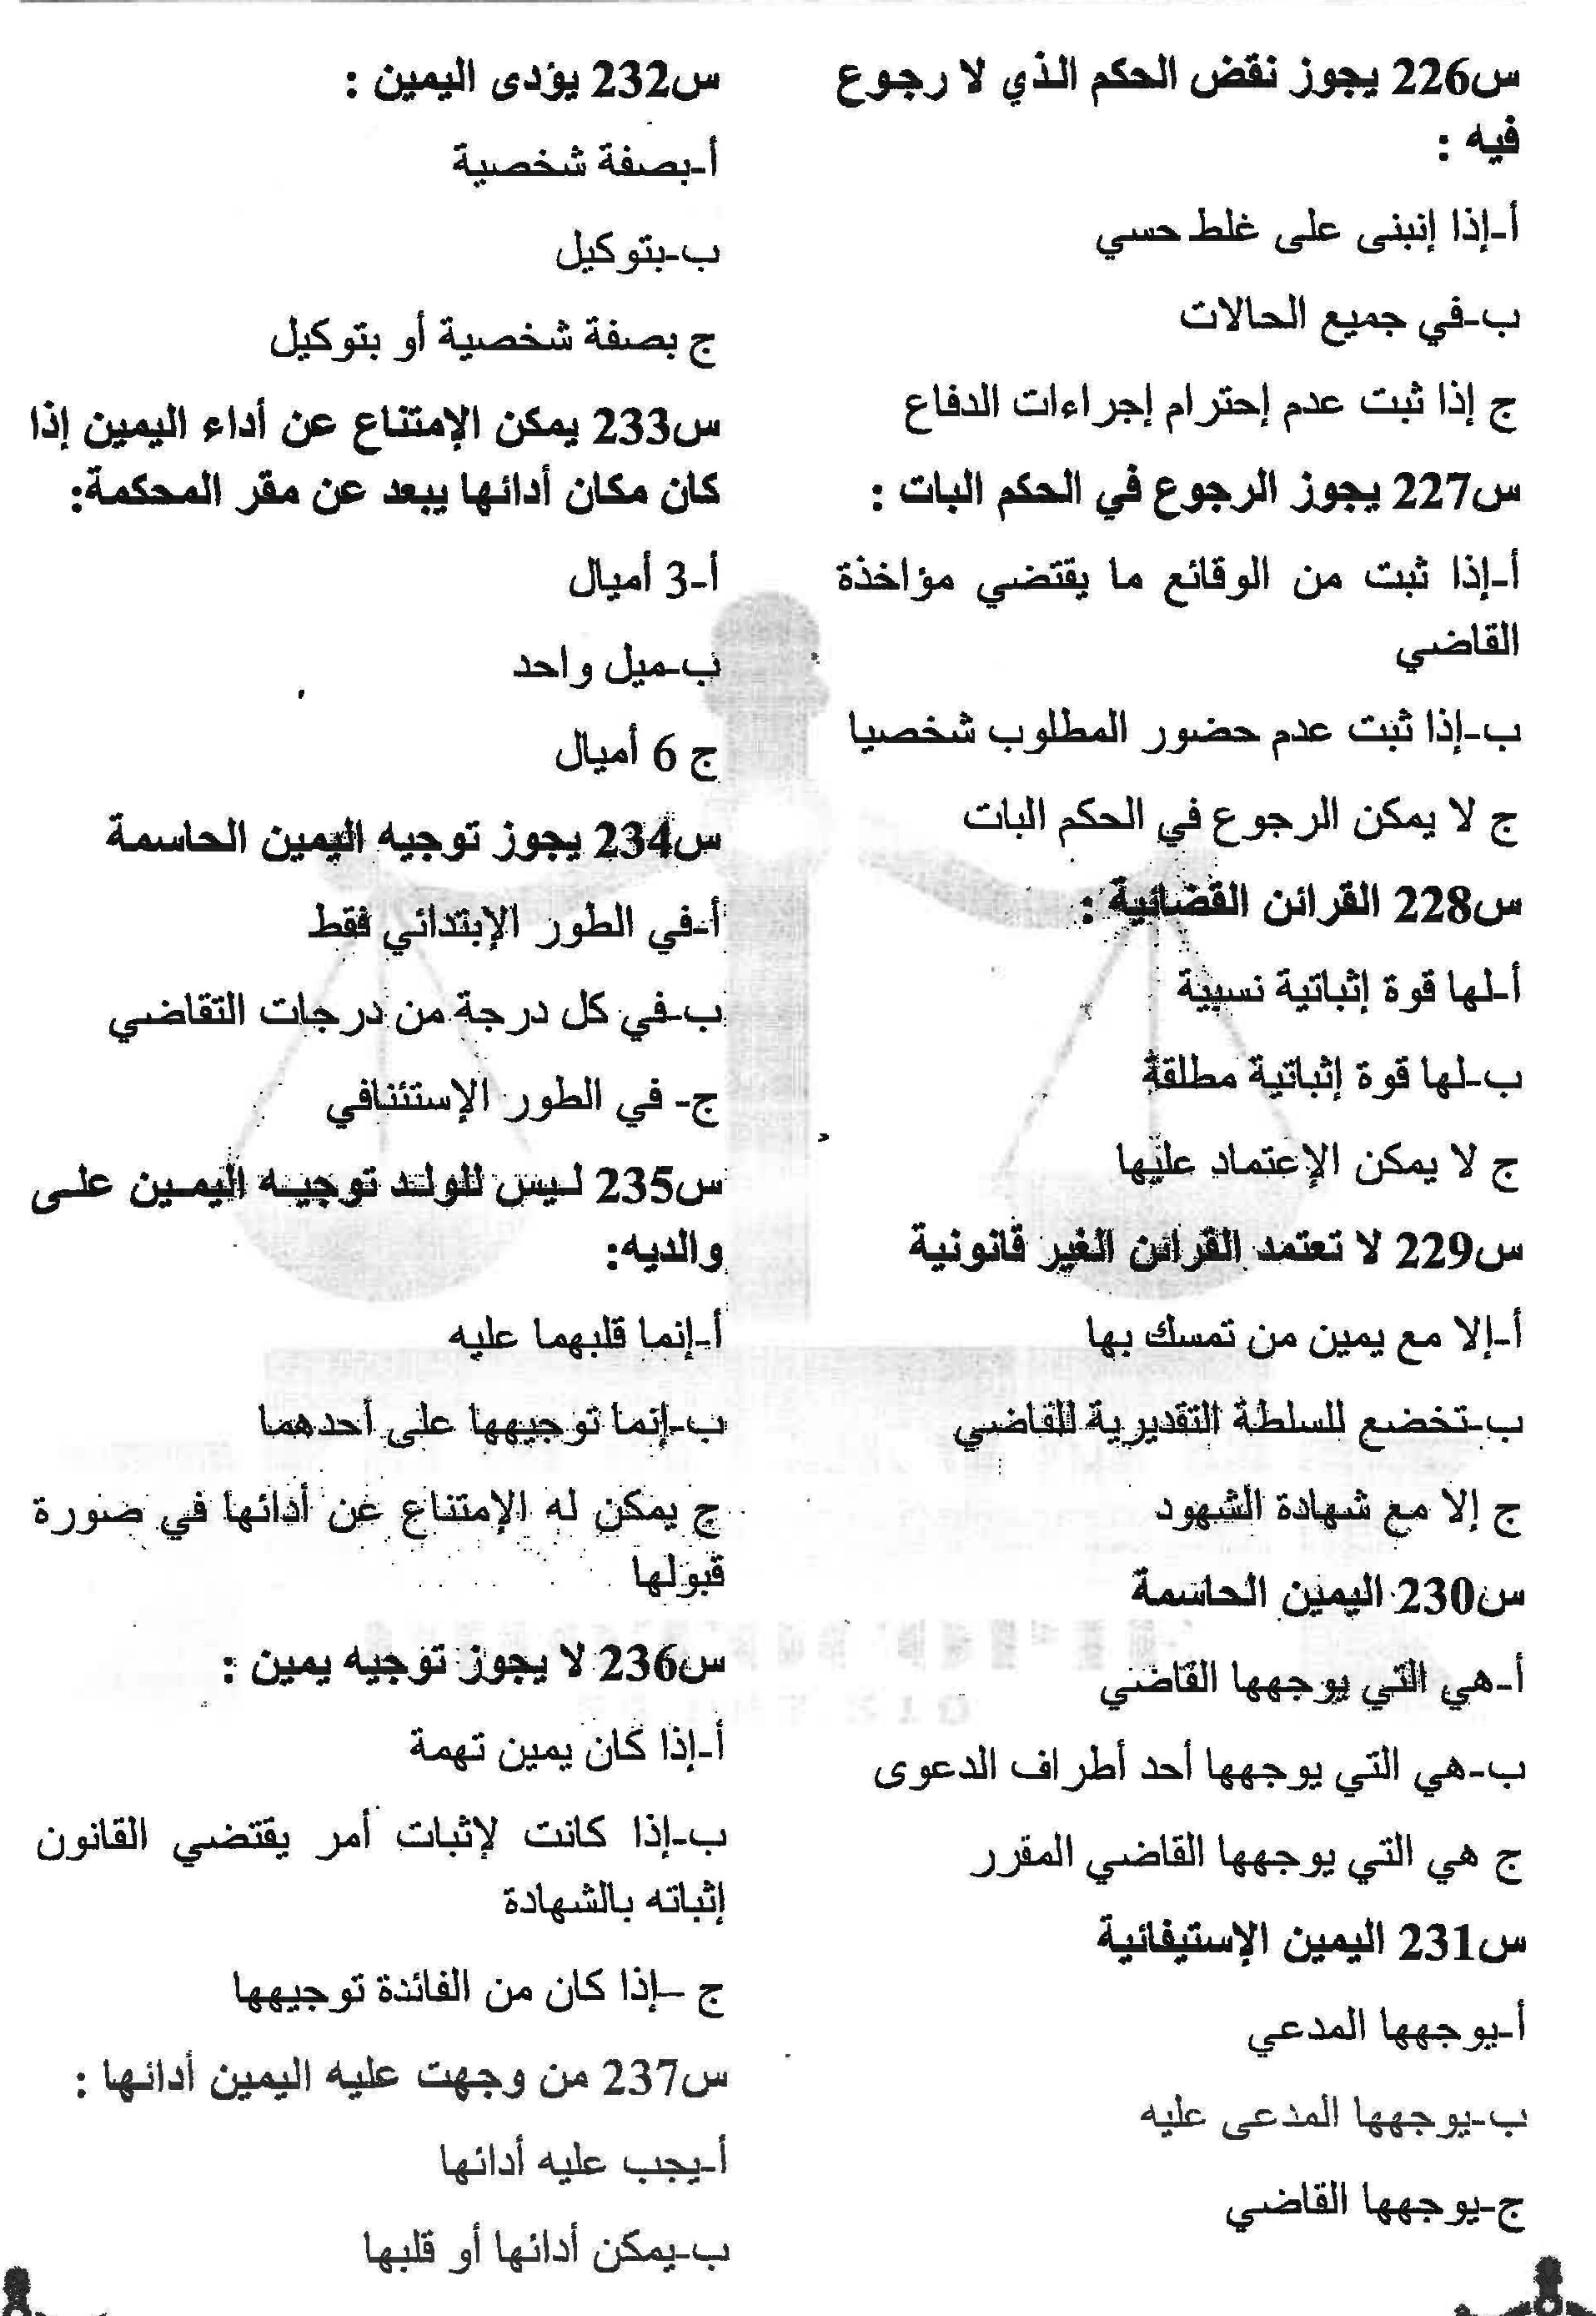 س226 يجوز نقض الحكم الذي لا رجوع
فيه :
أ-إذا إنبنى على غلط حسي
ب-في جميع الحالات
ج إذا ثبت عدم إحترام إجراءات الدفاع
س227 يجوز الرجوع في الحكم البات :
أ-إذا ثبت من الوقائع ما يقتضي مؤاخذة
القاضي
ب-إذا ثبت عدم حضور المطلوب شخصيا
ج لا يمكن الرجوع في الحكم البات
س228 القرائن القضائية :
أ-لها قوة إثباتية نسبية
ب-لها قوة إثباتية مطلقة
ج لا يمكن الإعتماد عليها
س229 لا تعتمد القرائن الغير قانونية
أ-إلا مع يمين من تمسك بها
ب-تخضع للسلطة التقديرية للقاضي
ج إلا مع شهادة الشهود
س230 اليمين الحاسمة
أ-هي التي يوجهها القاضي
ب-هي التي يوجهها أحد أطراف الدعوى
ج هي التي يوجهها القاضي المقرر
س231 اليمين الإستيفائية
أ-يوجهها المدعي
ب-يوجهها المدعى عليه
ج-يوجهها القاضي
س232 يؤدى اليمين :
أ-بصفة شخصية
ب-بتوكيل
ج بصفة شخصية أو بتوكيل
س233 يمكن الإمتناع عن أداء اليمين إذا
كان مكان أدائها يبعد عن مقر المحكمة:
أ-3 أميال
ب-ميل واحد
ج 6 أميال
س234 يجوز توجيه اليمين الحاسمة
أ-في الطور الإبتدائي فقط
ب-في كل درجة من درجات التقاضي
ج- في الطور الإستئنافي
س235 ليس للولد توجيه اليمين على
والديه:
أ-إنما قلبهما عليه
ب-إنما توجيهها على أحدهما
ج يمكن له الإمتناع عن أدائها في صورة
قبولها
س236 لا يجوز توجيه يمين :
أ-إذا كان يمين تهمة
ب-إذا كانت لإثبات أمر يقتضي القانون
إثباته بالشهادة
ج –إذا كان من الفائدة توجيهها
س237 من وجهت عليه اليمين أدائها :
أ-يجب عليه أدائها
ب-يمكن أدائها أو قلبها